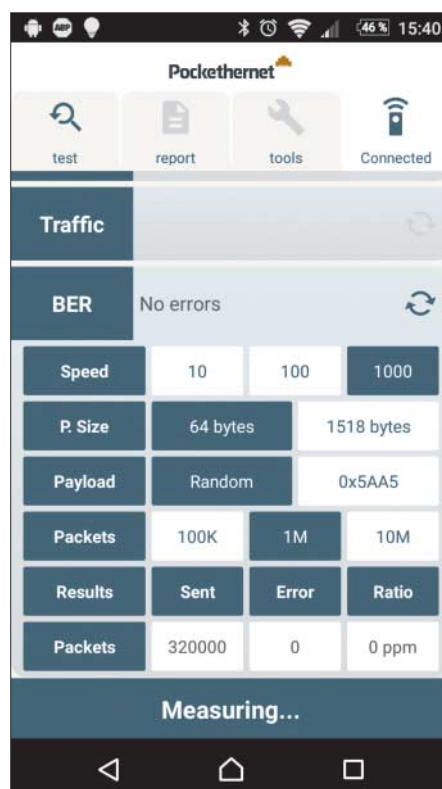 ABP 46 % 15:40
Pockethernet
test report tools Connected
Traffic
BER No errors
Speed 10 100 1000
P. Size 64 bytes 1518 bytes
Payload Random 0x5AA5
Packets 100K 1M 10M
Results Sent Error Ratio
Packets 320000 0 0 ppm
Measuring...